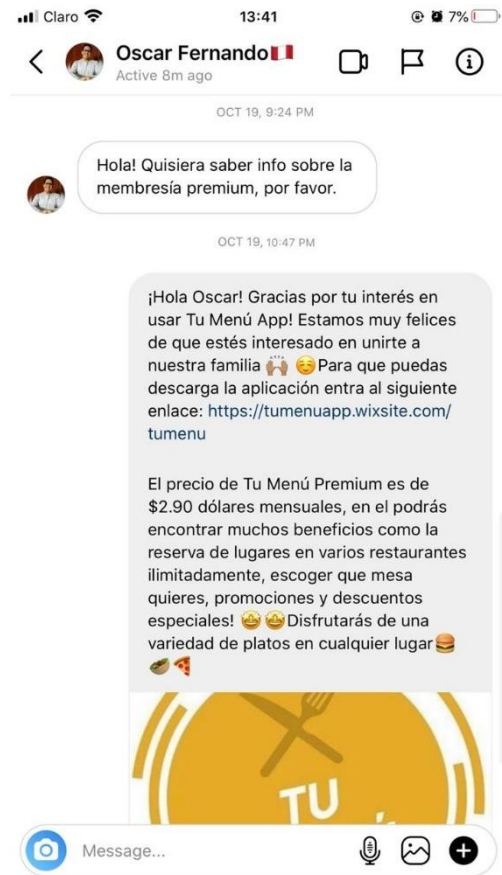 Claro 13:41 7%
Oscar Fernando
Active 8m ago
OCT 19, 9:24 PM
Hola! Quisiera saber info sobre la
membresía premium, por favor.
OCT 19, 10:47 PM
¡Hola Oscar! Gracias por tu interés en
usar Tu Menú App! Estamos muy felices
de que estés interesado en unirte a
nuestra familia 🙌🏽 ☺️Para que puedas
descarga la aplicación entra al siguiente
enlace: https://tumenuapp.wixsite.com/
tumenu
El precio de Tu Menú Premium es de
$2.90 dólares mensuales, en el podrás
encontrar muchos beneficios como la
reserva de lugares en varios restaurantes
ilimitadamente, escoger que mesa
quieres, promociones y descuentos
especiales! 🤩🤩Disfrutarás de una
variedad de platos en cualquier lugar🍔
🥙🍕
TU
Message...